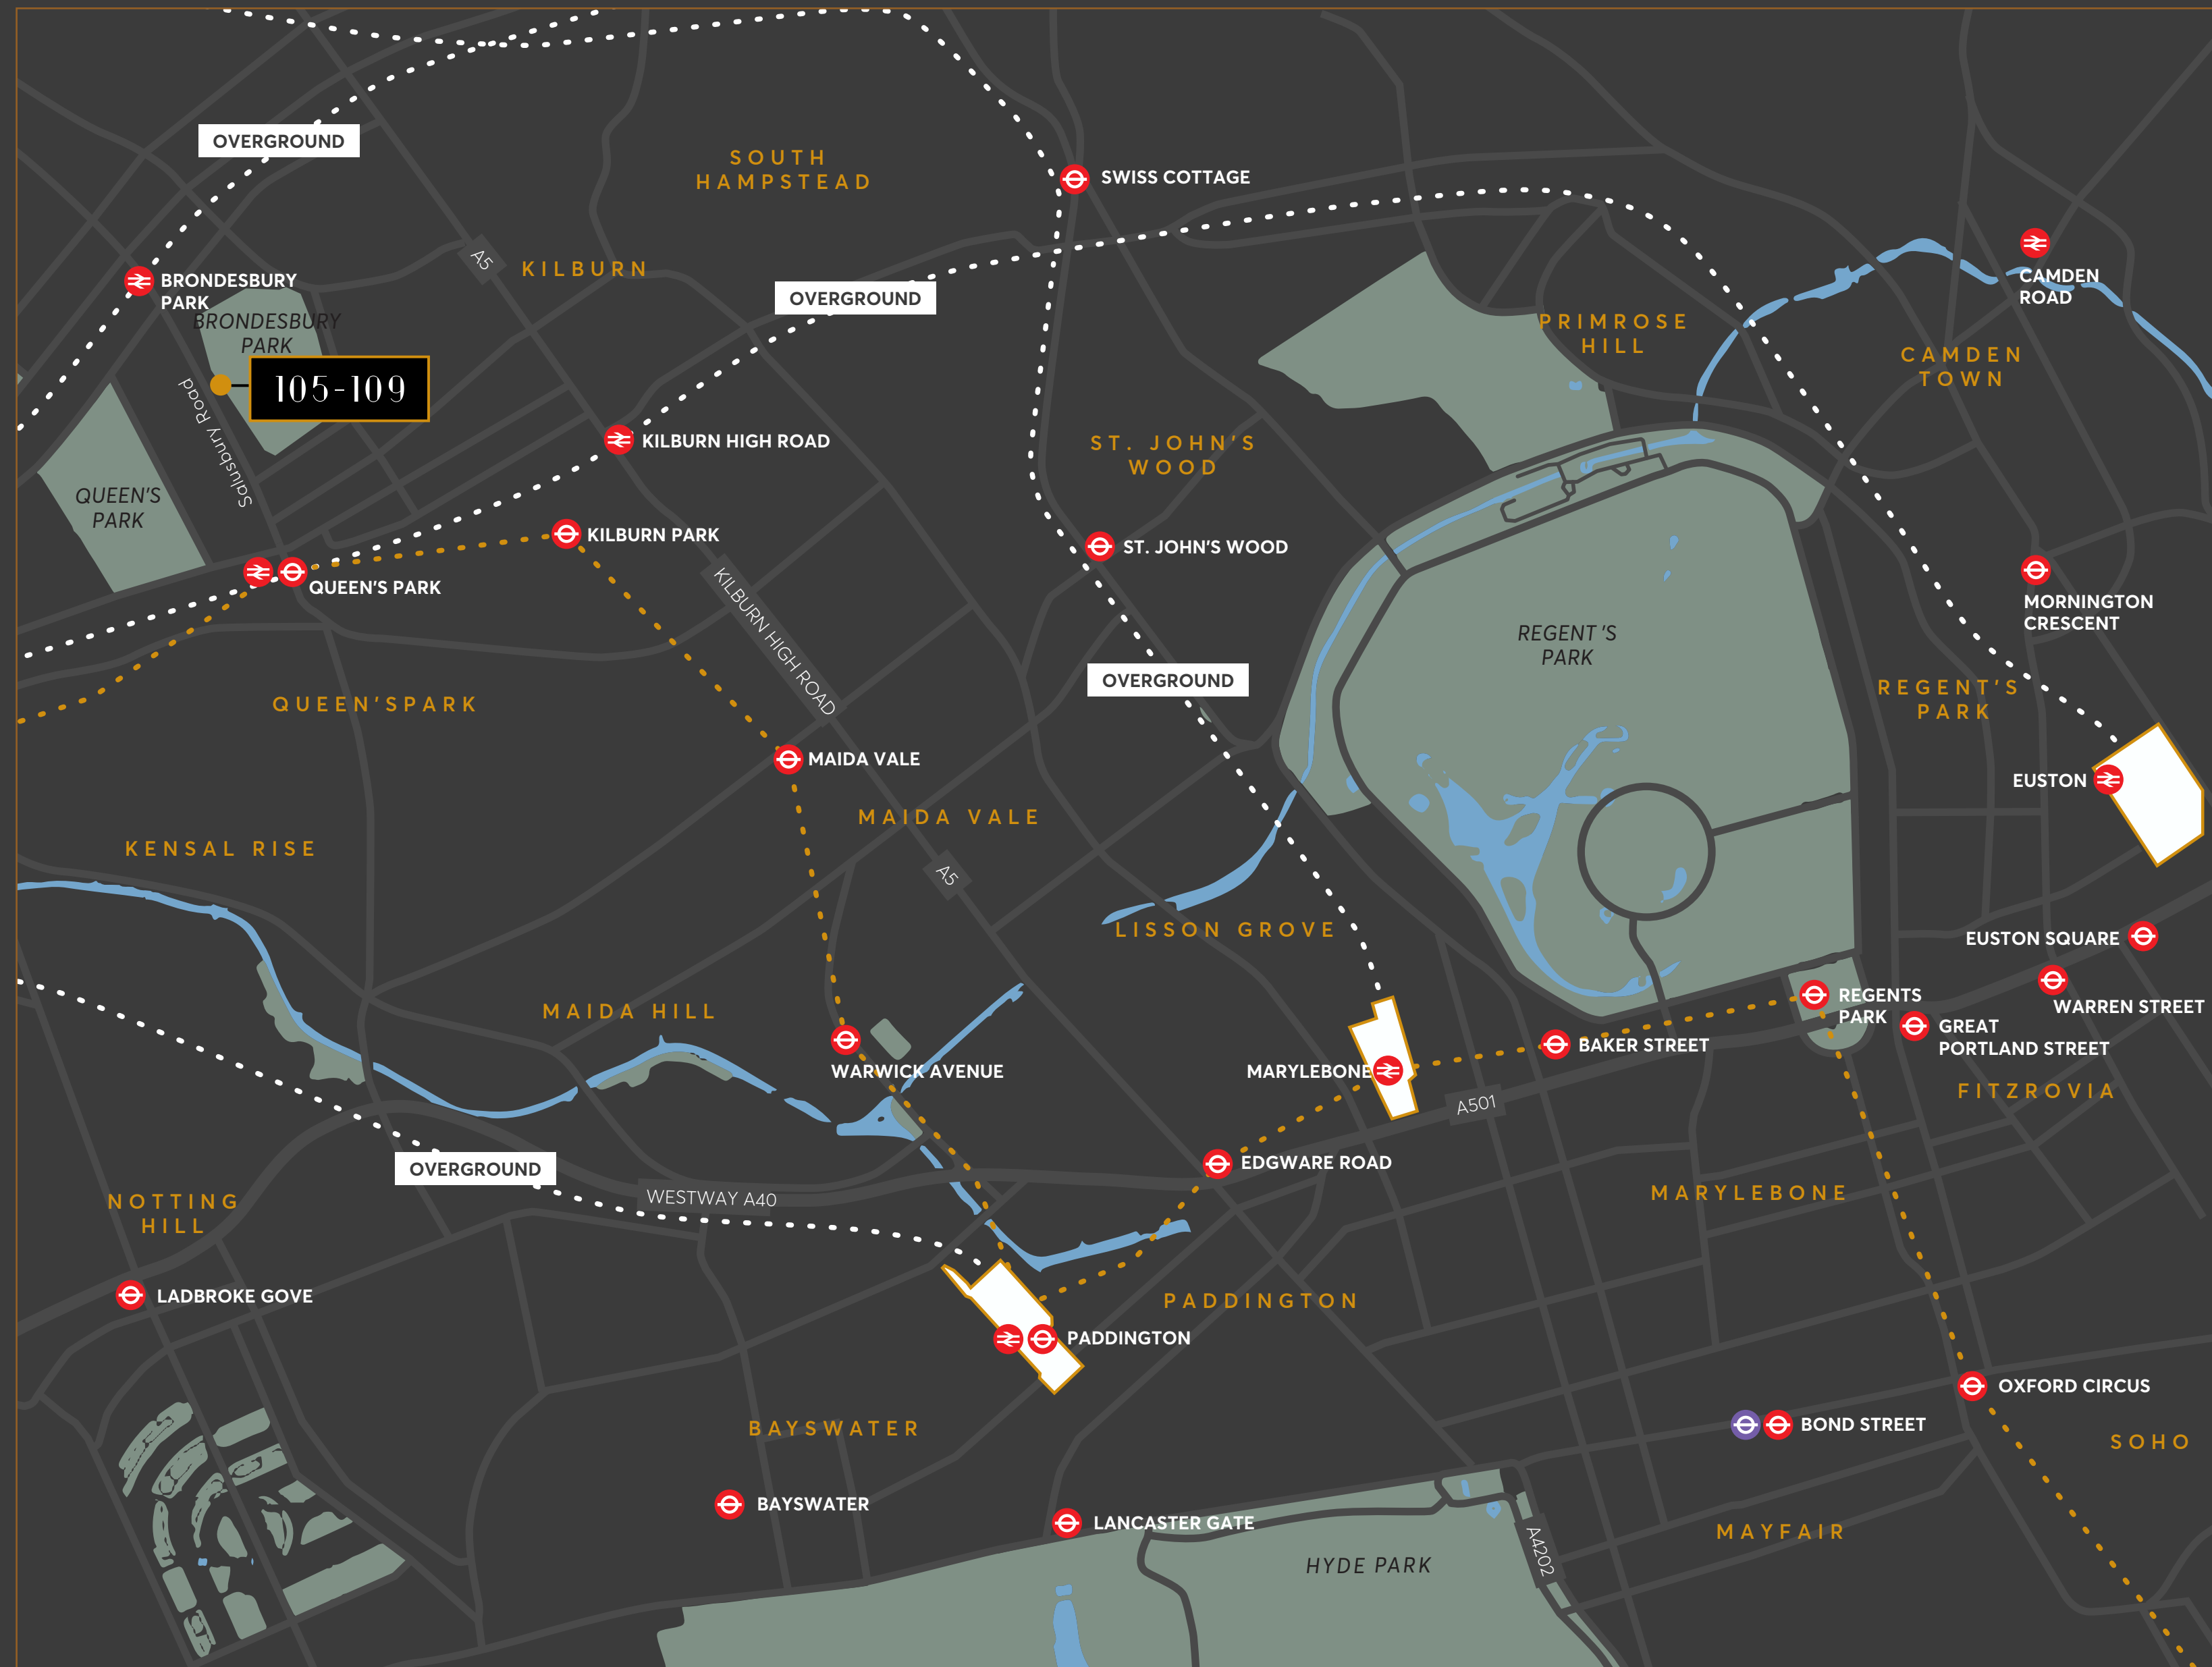 OVERGROUND
SOUTH
HAMPSTEAD
SWISS COTTAGE
A5
KILBURN
BRONDESBURY
PARK
BRONDESBURY
PARK
OVERGROUND
CAMDEN
ROAD
PRIMROSE
HILL
CAMDEN
TOWN
105-109
Salusbury Road
KILBURN HIGH ROAD
ST. JOHN'S
WOOD
QUEEN'S
PARK
KILBURN PARK
ST. JOHN'S WOOD
QUEEN'S PARK
KILBURN HIGH ROAD
MORNINGTON
CRESCENT
REGENT'S
PARK
OVERGROUND
REGENT'S
PARK
QUEEN'SPARK
MAIDA VALE
EUSTON
MAIDA VALE
KENSAL RISE
A5
LISSON GROVE
EUSTON SQUARE
MAIDA HILL
REGENTS
PARK
WARREN STREET
GREAT
PORTLAND STREET
BAKER STREET
WARWICK AVENUE
MARYLEBONE
FITZROVIA
A501
OVERGROUND
EDGWARE ROAD
WESTWAY A40
MARYLEBONE
NOTTING
HILL
LADBROKE GOVE
PADDINGTON
PADDINGTON
OXFORD CIRCUS
BAYSWATER
BOND STREET
SOHO
BAYSWATER
LANCASTER GATE
MAYFAIR
HYDE PARK
A4202